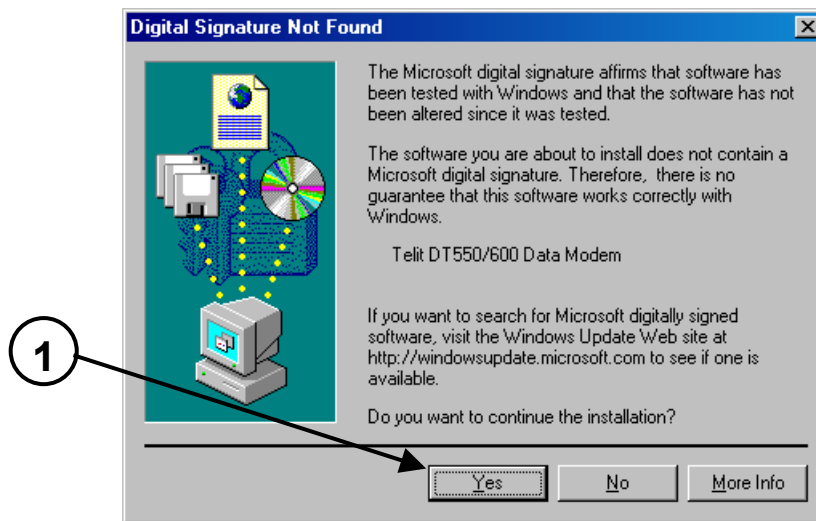 Digital Signature Not Found
The Microsoft digital signature affirms that software has
been tested with Windows and that the software has not
been altered since it was tested.
The software you are about to install does not contain a
Microsoft digital signature. Therefore, there is no
guarantee that this software works correctly with
Windows.
Telit DT550/600 Data Modem
If you want to search for Microsoft digitally signed
software, visit the Windows Update Web site at
http://windowsupdate.microsoft.com to see if one is
available.
Do you want to continue the installation?
1
Yes No More Info